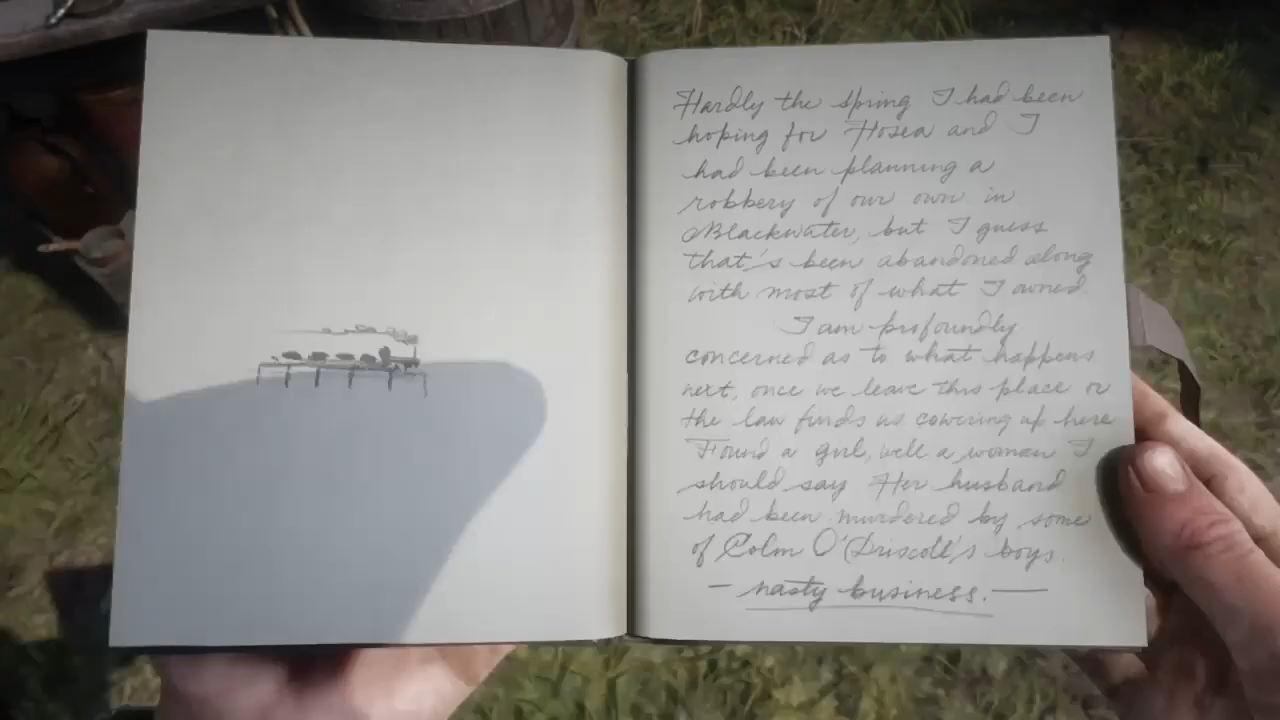 Hardly the spring I had been
hoping for Hosea and I
had been planning a
robbery of our own in
Blackwater, but I guess
that's been abandoned along
with most of what I owned.
I am profoundly
concerned as to what happens
next, once we leave this place or
the law finds us cowering up here
Found a girl, well a woman I
should say Her husband
had been murdered by some
of Colm O'Driscoll's boys.
— nasty business. —